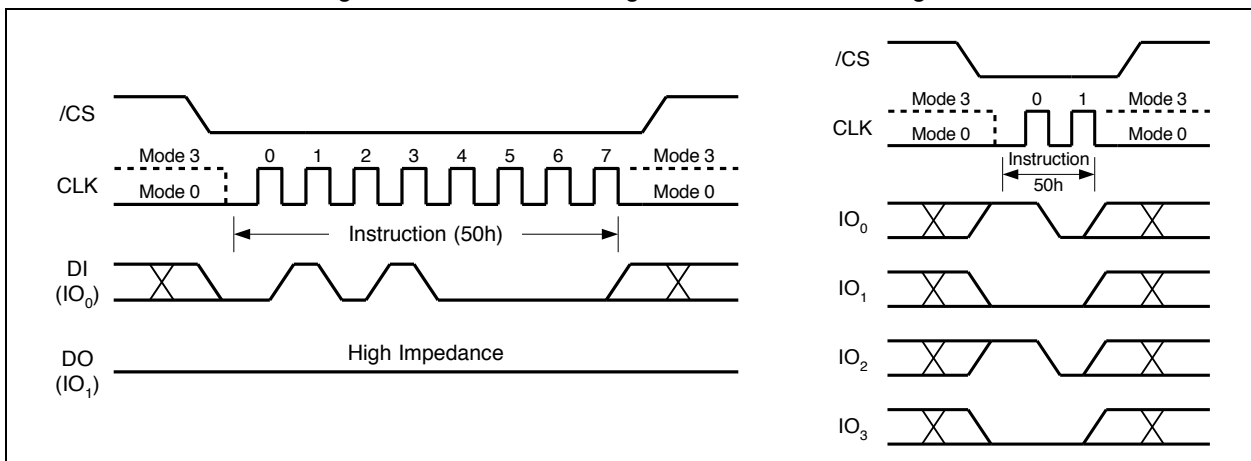 /CS
Mode 3 0 1 2 3 4 5 6 7 Mode 3
CLK
Mode 0 Mode 0
Instruction (50h)
DI
(IO0)
DO
(IO1)
High Impedance
/CS
Mode 3 0 1 Mode 3
CLK
Mode 0 Mode 0
Instruction
50h
IO0
IO1
IO2
IO3